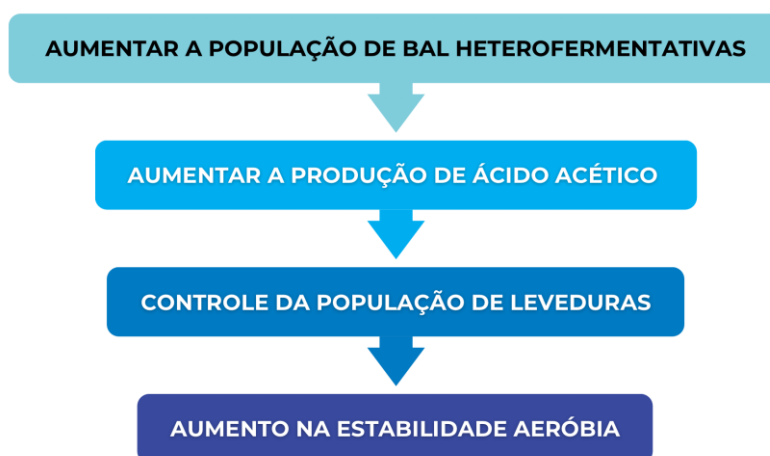 AUMENTAR A POPULAÇÃO DE BAL HETEROFERMENTATIVAS
AUMENTAR A PRODUÇÃO DE ÁCIDO ACÉTICO
CONTROLE DA POPULAÇÃO DE LEVEDURAS
AUMENTO NA ESTABILIDADE AERÓBIA